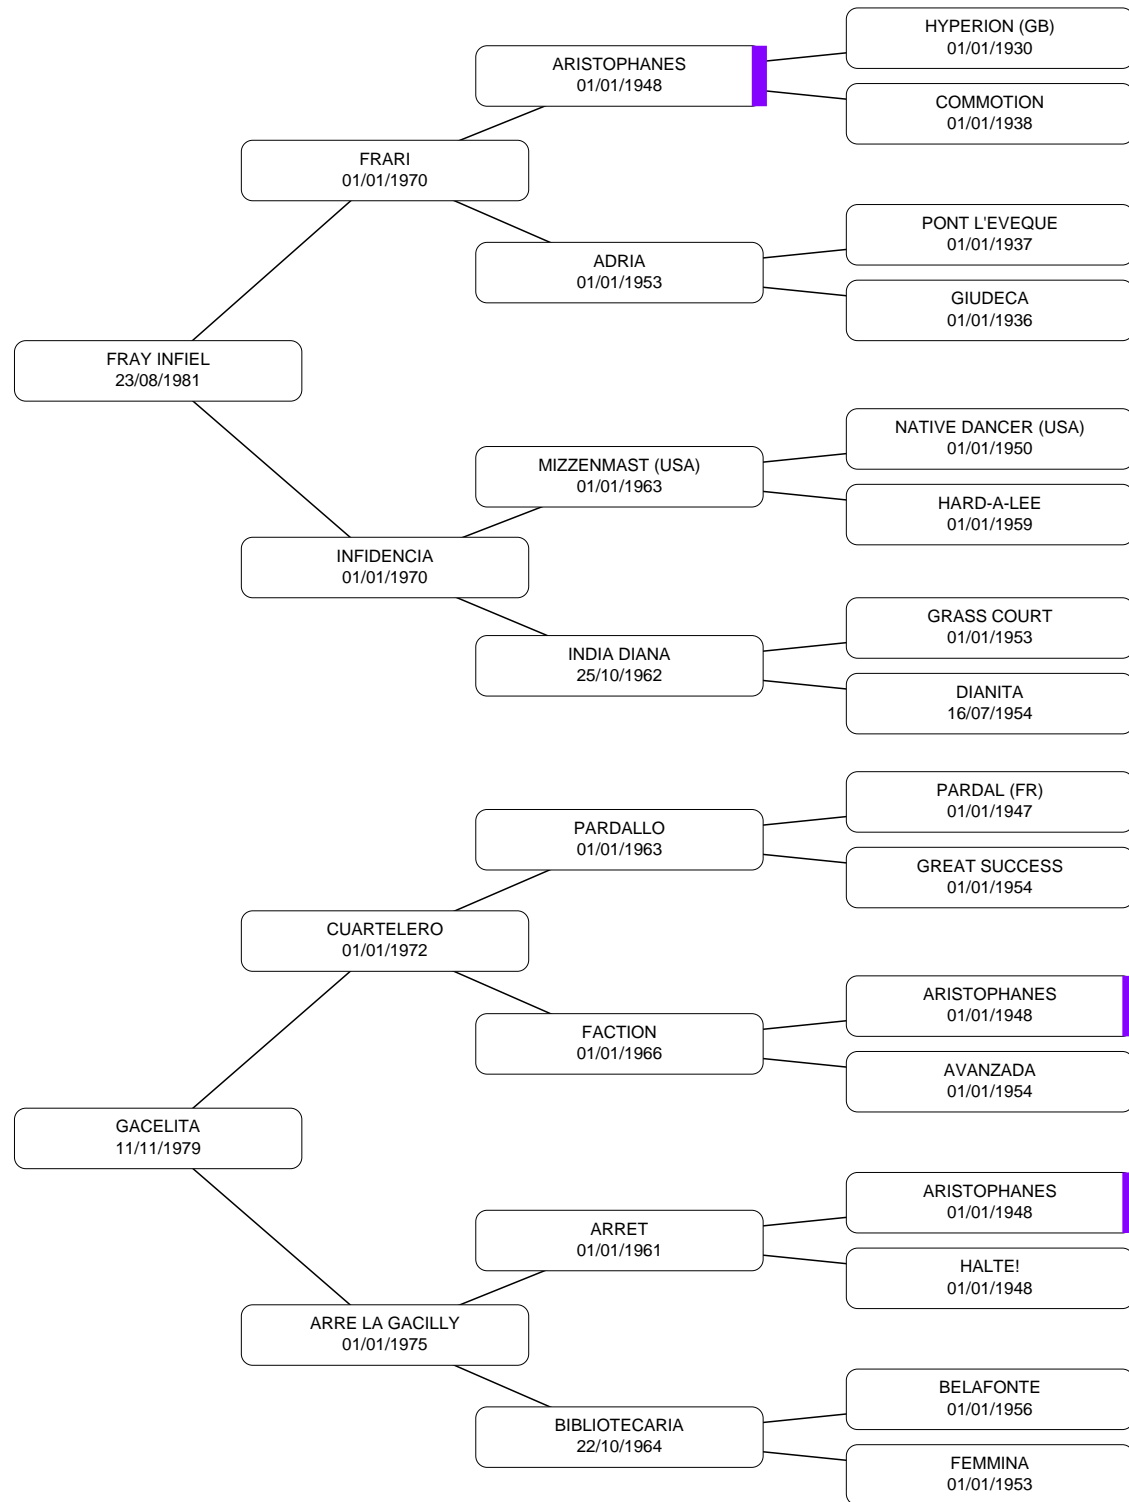 HYPERION (GB)
01/01/1930
ARISTOPHANES
01/01/1948
COMMOTION
01/01/1938
FRARI
01/01/1970
PONT L'EVEQUE
01/01/1937
ADRIA
01/01/1953
GIUDECA
01/01/1936
FRAY INFIEL
23/08/1981
NATIVE DANCER (USA)
01/01/1950
MIZZENMAST (USA)
01/01/1963
HARD-A-LEE
01/01/1959
INFIDENCIA
01/01/1970
GRASS COURT
01/01/1953
INDIA DIANA
25/10/1962
DIANITA
16/07/1954
PARDAL (FR)
01/01/1947
PARDALLO
01/01/1963
GREAT SUCCESS
01/01/1954
CUARTELERO
01/01/1972
ARISTOPHANES
01/01/1948
FACTION
01/01/1966
AVANZADA
01/01/1954
GACELITA
11/11/1979
ARISTOPHANES
01/01/1948
ARRET
01/01/1961
HALTE!
01/01/1948
ARRE LA GACILLY
01/01/1975
BELAFONTE
01/01/1956
BIBLIOTECARIA
22/10/1964
FEMMINA
01/01/1953